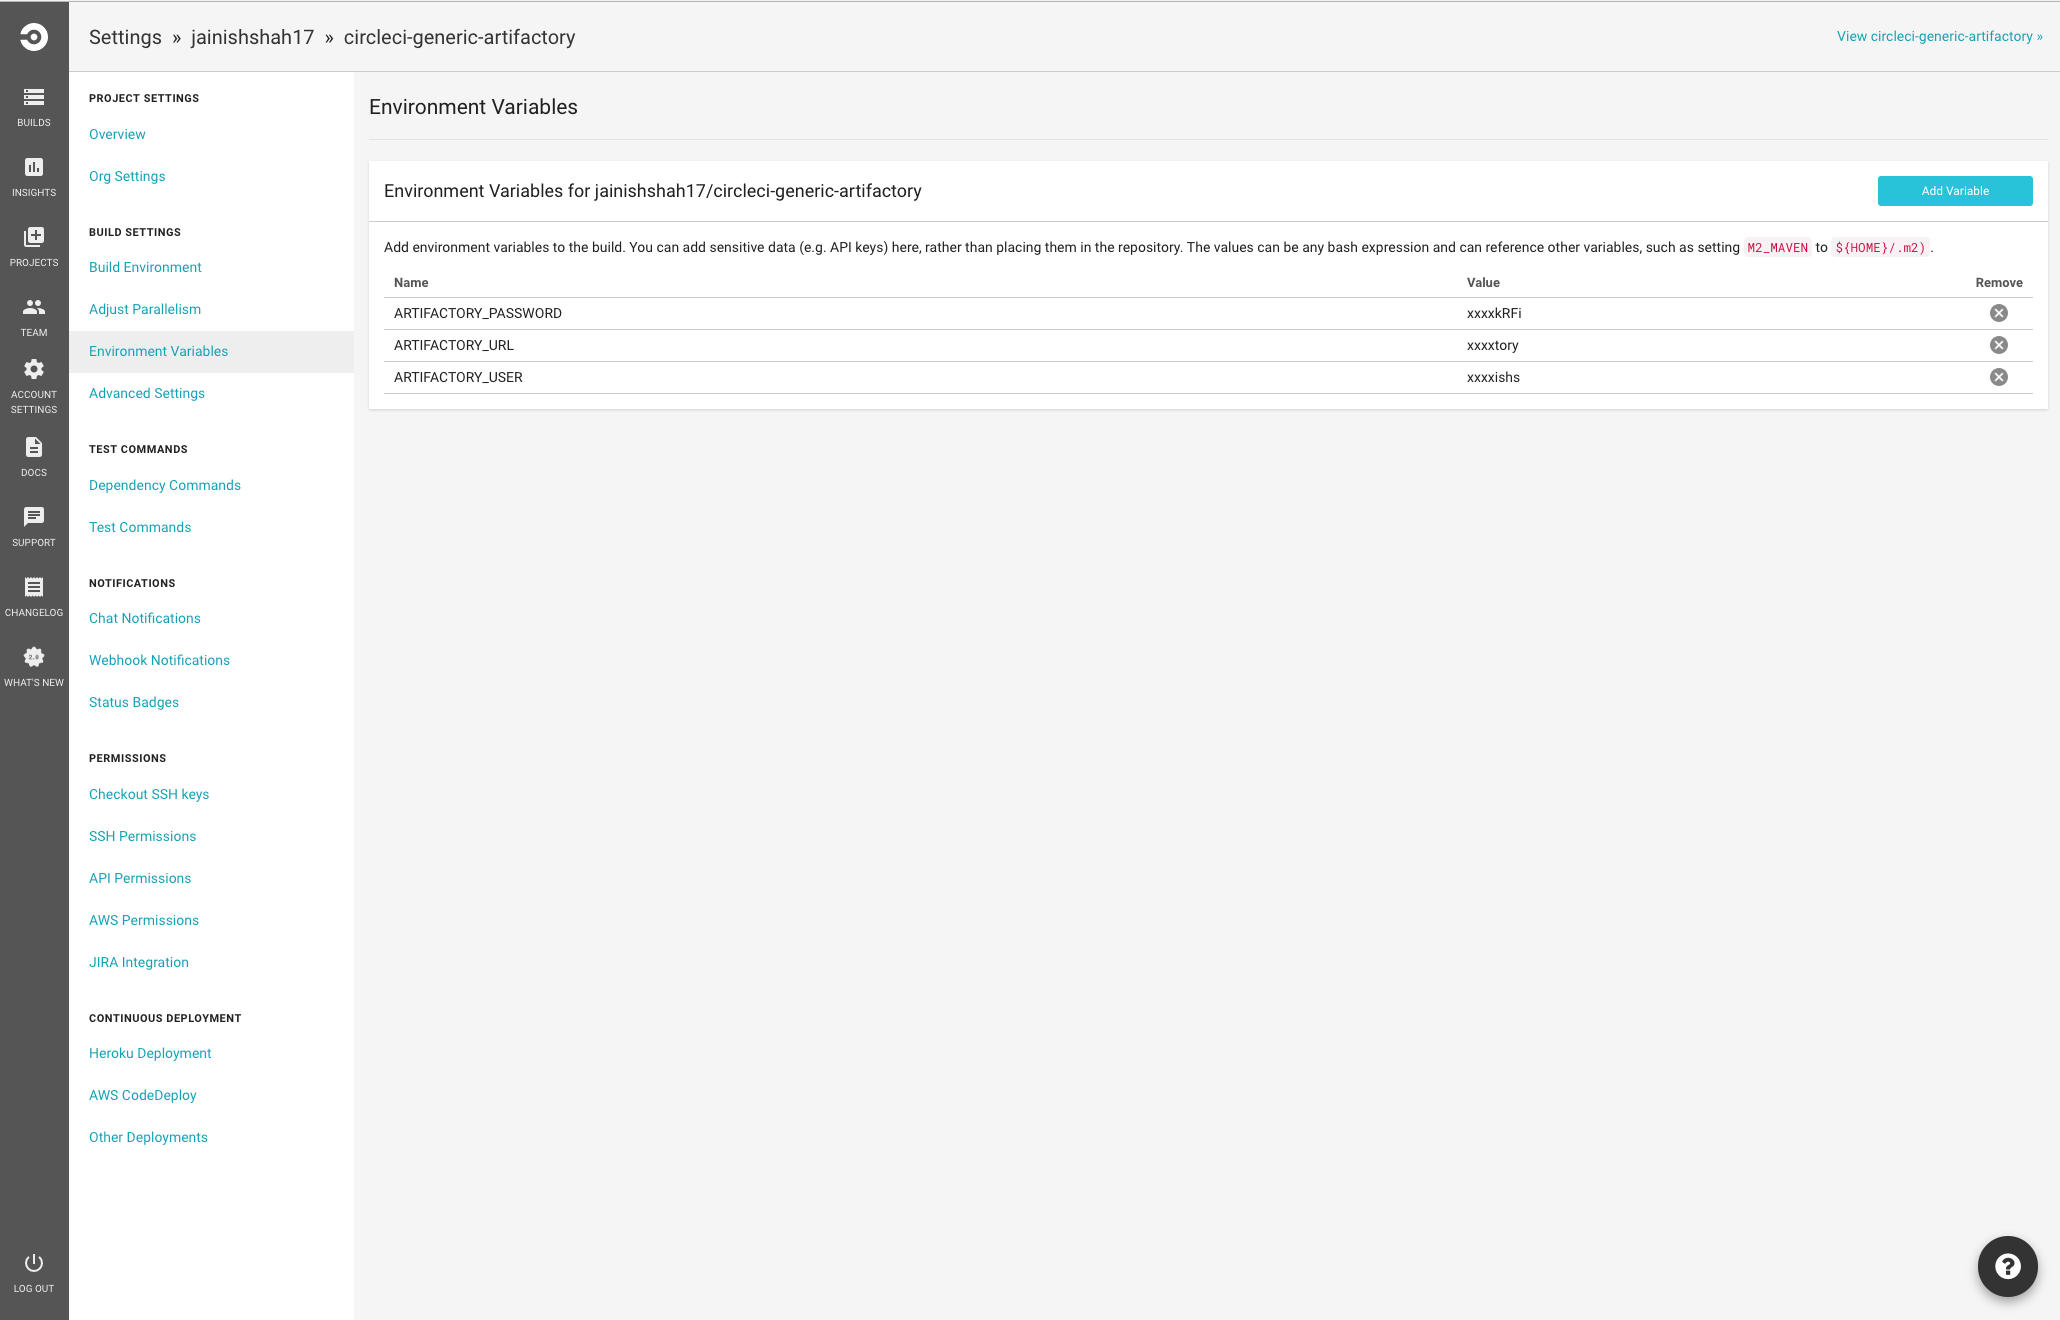 Settings » jainishshah17 » circleci-generic-artifactory
View circleci-generic-artifactory »
BUILDS
INSIGHTS
PROJECTS
TEAM
ACCOUNT
SETTINGS
DOCS
SUPPORT
CHANGELOG
2.0
WHAT'S NEW
LOG OUT
PROJECT SETTINGS
Overview
Org Settings
BUILD SETTINGS
Build Environment
Adjust Parallelism
Environment Variables
Advanced Settings
TEST COMMANDS
Dependency Commands
Test Commands
NOTIFICATIONS
Chat Notifications
Webhook Notifications
Status Badges
PERMISSIONS
Checkout SSH keys
SSH Permissions
API Permissions
AWS Permissions
JIRA Integration
CONTINUOUS DEPLOYMENT
Heroku Deployment
AWS CodeDeploy
Other Deployments
Environment Variables
Environment Variables for jainishshah17/circleci-generic-artifactory
Add Variable
Add environment variables to the build. You can add sensitive data (e.g. API keys) here, rather than placing them in the repository. The values can be any bash expression and can reference other variables, such as setting M2_MAVEN to ${HOME}/.m2) .
Name Value Remove
ARTIFACTORY_PASSWORD xxxxkRFi
ARTIFACTORY_URL xxxxtory
ARTIFACTORY_USER xxxxishs
?